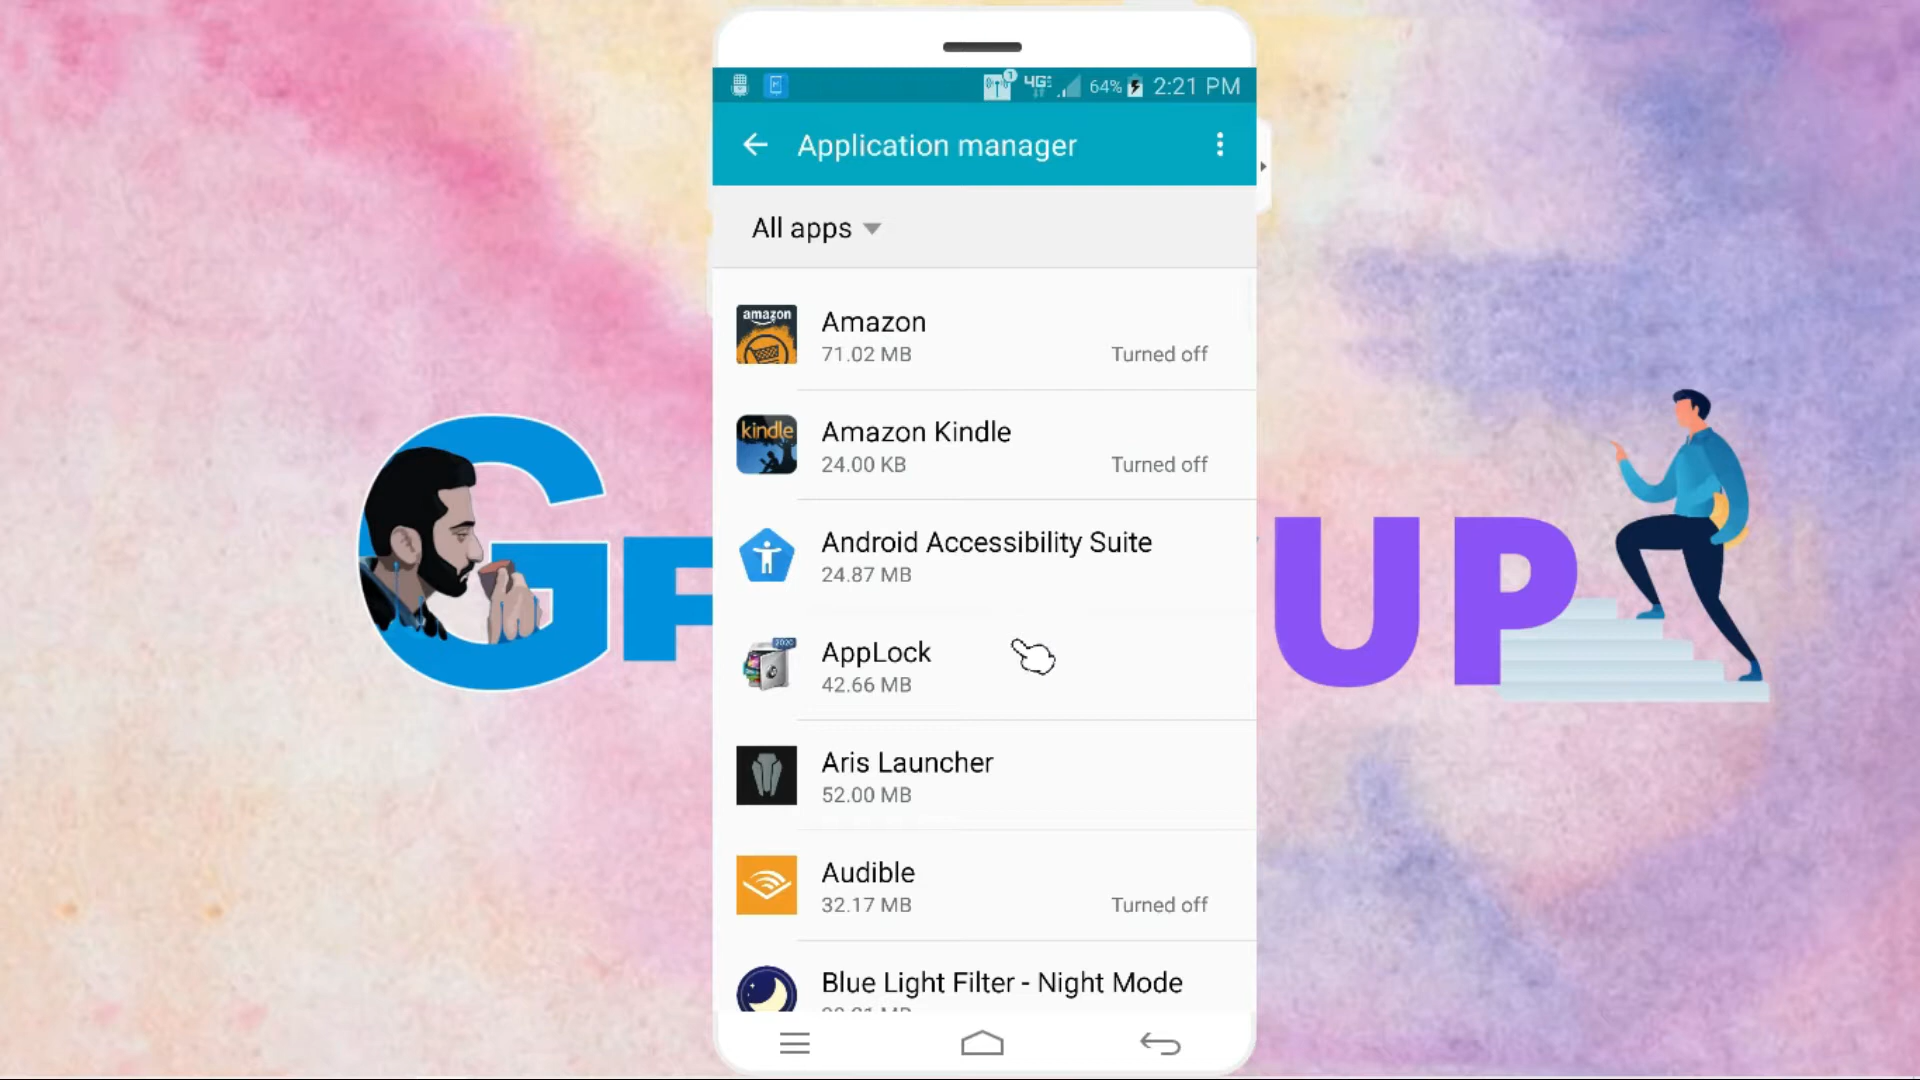 4G 64% 2:21 PM
Application manager
All apps
amazon
Amazon
71.02 MB
Turned off
kindle
Amazon Kindle
24.00 KB
Turned off
Android Accessibility Suite
24.87 MB
2020
AppLock
42.66 MB
Aris Launcher
52.00 MB
Audible
32.17 MB
Turned off
Blue Light Filter - Night Mode
UP